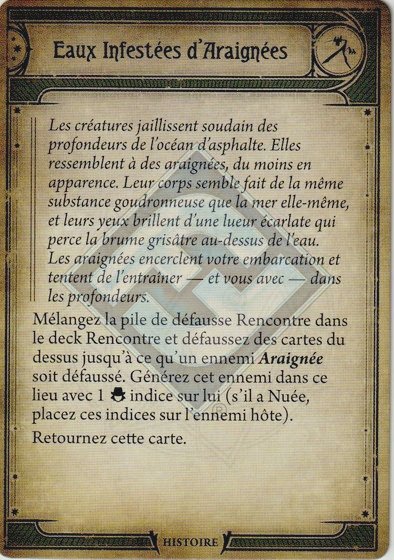 Eaux Infestées d'Araignées
Les créatures jaillissent soudain des
profondeurs de l'océan d'asphalte. Elles
ressemblent à des araignées, du moins en
apparence. Leur corps semble fait de la même
substance goudronneuse que la mer elle-même,
et leurs yeux brillent d'une lueur écarlate qui
perce la brume grisâtre au-dessus de l'eau.
Les araignées encerclent votre embarcation et
tentent de l'entraîner — et vous avec — dans
les profondeurs.
Mélangez la pile de défausse Rencontre dans
le deck Rencontre et défaussez des cartes du
dessus jusqu'à ce qu'un ennemi Araignée
soit défaussé. Générez cet ennemi dans ce
lieu avec 1 indice sur lui (s'il a Nuée,
placez ces indices sur l'ennemi hôte).
Retournez cette carte.
HISTOIRE